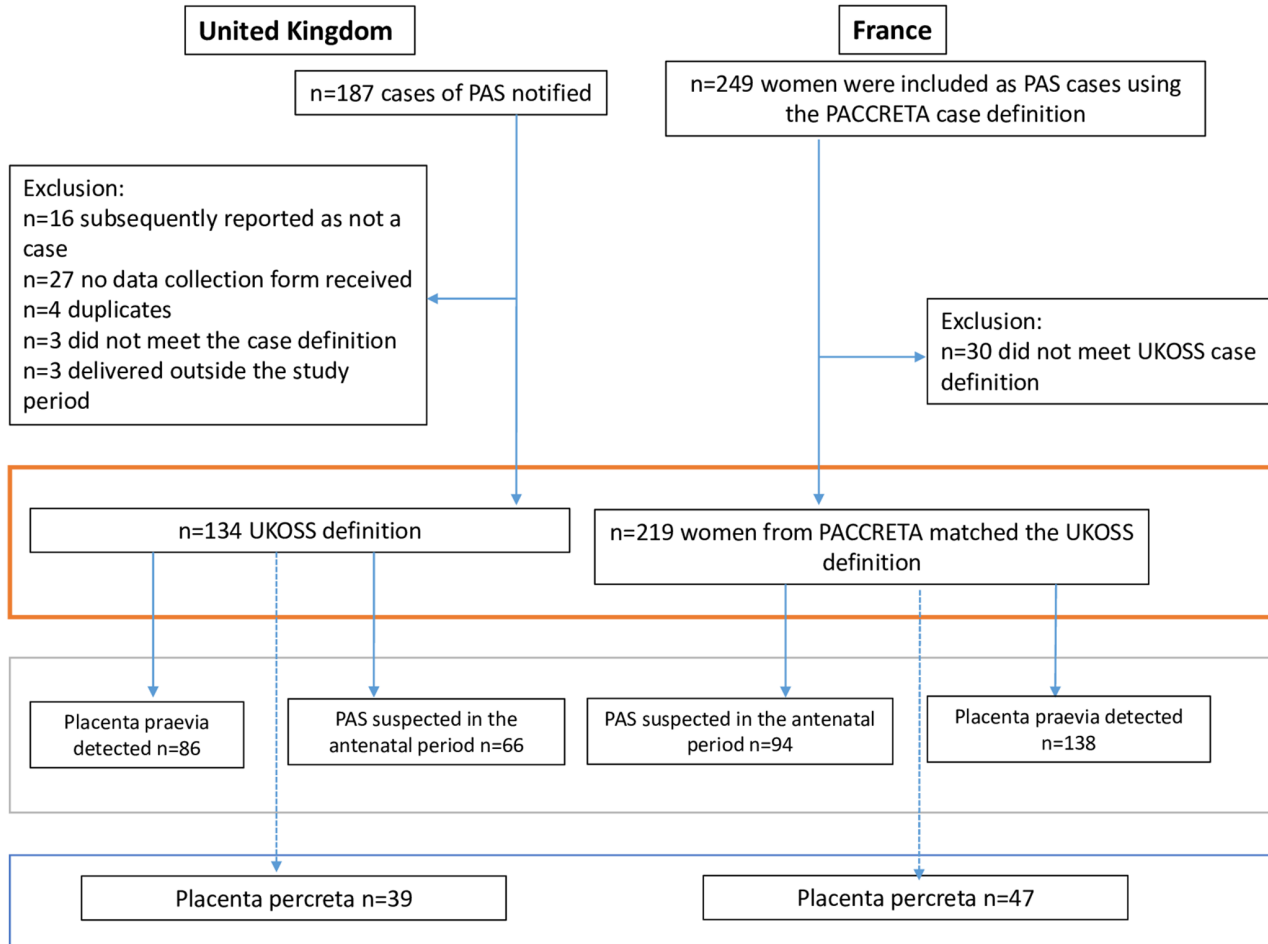 United Kingdom
France
n=187 cases of PAS notified
n=249 women were included as PAS cases using
the PACCRETA case definition
Exclusion:
n=16 subsequently reported as not a
case
n=27 no data collection form received
n=4 duplicates
n=3 did not meet the case definition
n=3 delivered outside the study
period
Exclusion:
n=30 did not meet UKOSS case
definition
n=134 UKOSS definition
n=219 women from PACCRETA matched the UKOSS
definition
Placenta praevia
detected n=86
PAS suspected in the
antenatal period n=66
PAS suspected in the antenatal
period n=94
Placenta praevia detected
n=138
Placenta percreta n=39
Placenta percreta n=47